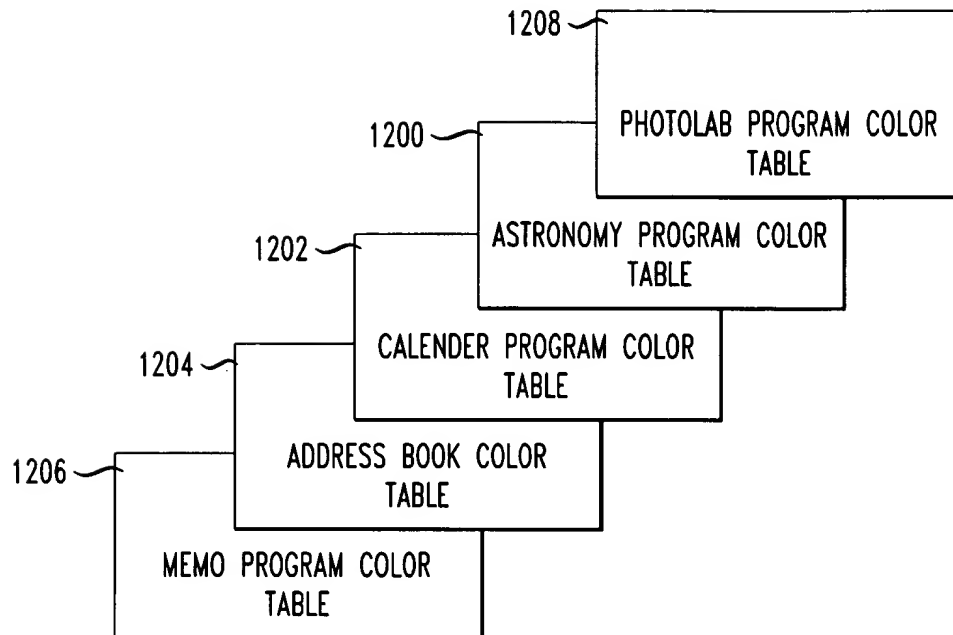 1208
PHOTOLAB PROGRAM COLOR
TABLE
1200
ASTRONOMY PROGRAM COLOR
TABLE
1202
CALENDER PROGRAM COLOR
TABLE
1204
ADDRESS BOOK COLOR
TABLE
1206
MEMO PROGRAM COLOR
TABLE